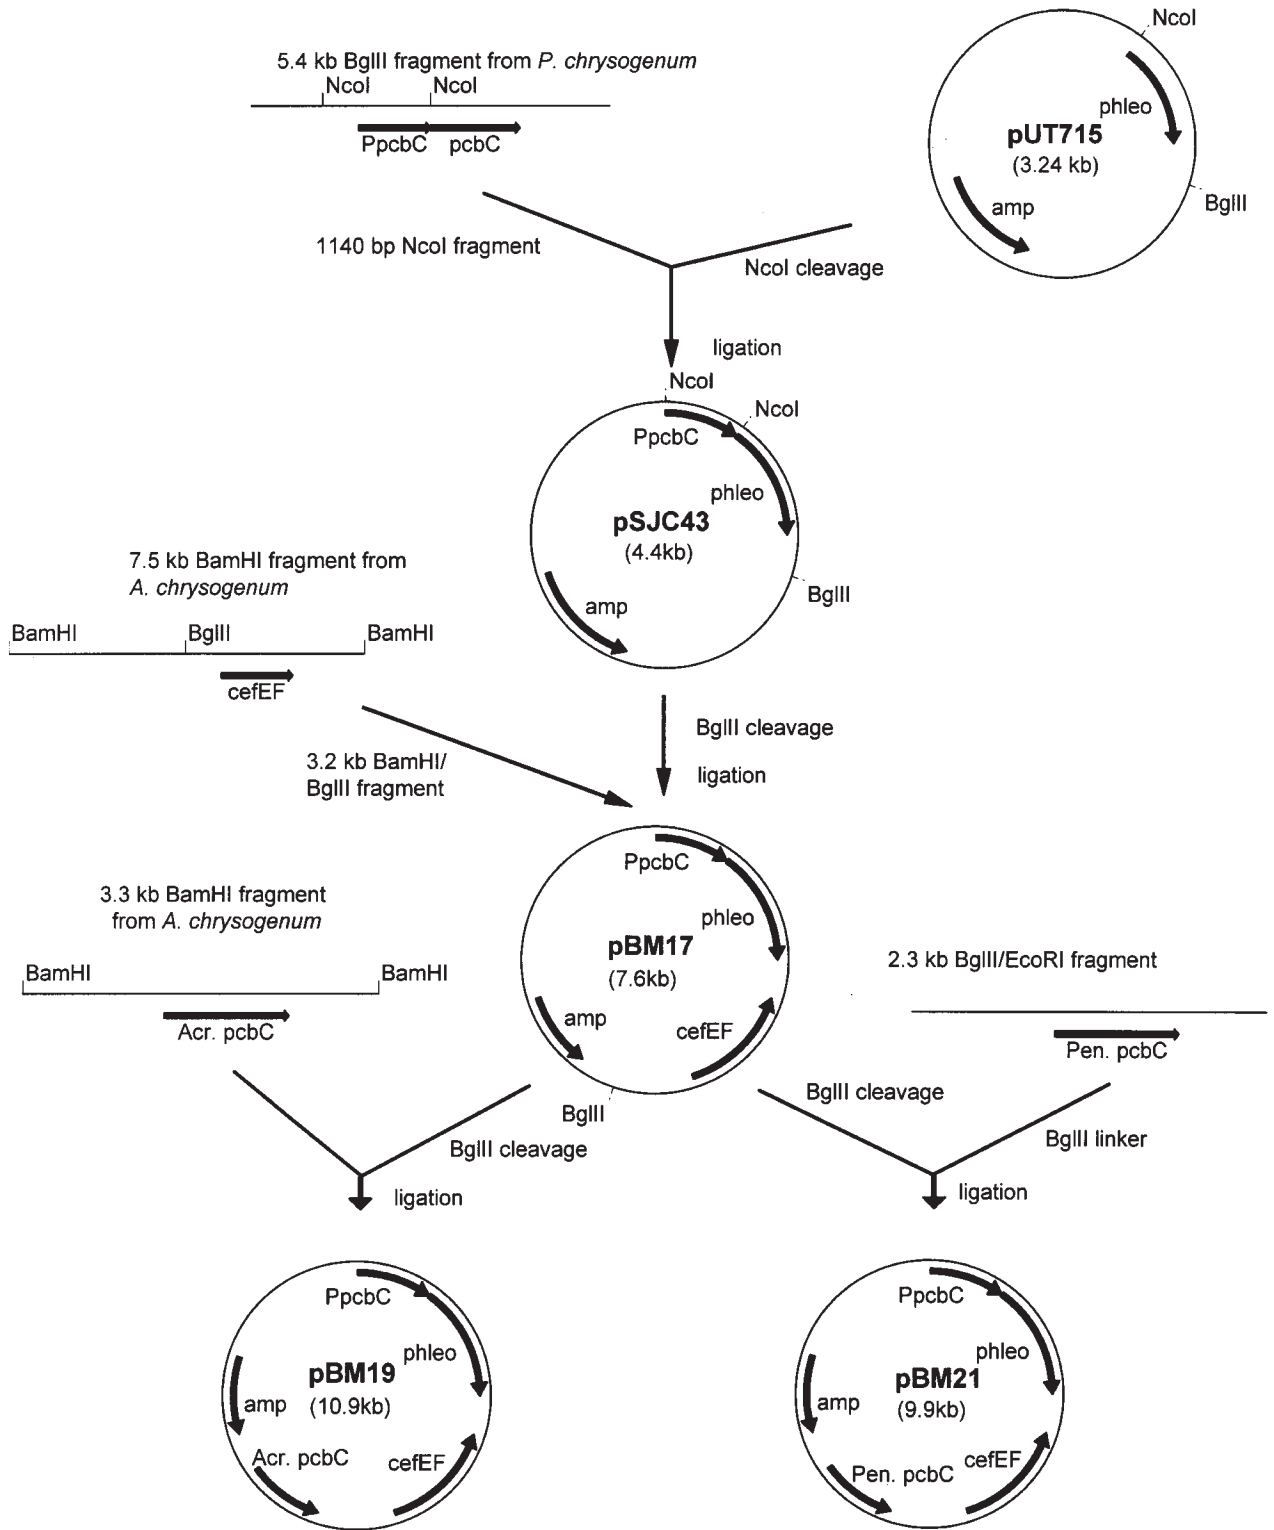 NcoI
5.4 kb BglII fragment from P. chrysogenum
NcoI NcoI
PpcbC pcbC
phleo
pUT715
(3.24 kb)
amp
BglII
1140 bp NcoI fragment
NcoI cleavage
ligation
NcoI
NcoI
PpcbC
phleo
pSJC43
(4.4kb)
amp
BglII
7.5 kb BamHI fragment from
A. chrysogenum
BamHI BglII BamHI
cefEF
BglII cleavage
ligation
3.2 kb BamHI/
BglII fragment
PpcbC
phleo
pBM17
(7.6kb)
amp
cefEF
BglII
3.3 kb BamHI fragment
from A. chrysogenum
BamHI BamHI
Acr. pcbC
2.3 kb BglII/EcoRI fragment
Pen. pcbC
BglII cleavage
ligation
BglII cleavage
BglII linker
ligation
PpcbC
phleo
pBM19
(10.9kb)
amp
Acr. pcbC
cefEF
PpcbC
phleo
pBM21
(9.9kb)
amp
Pen. pcbC
cefEF